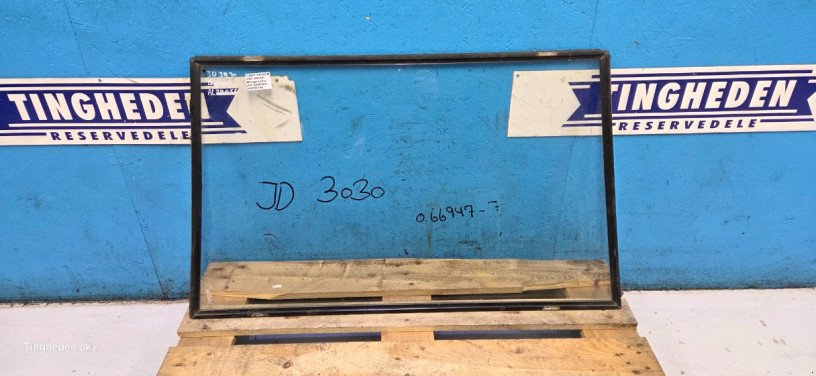 TINGHEDEN
RESERVEDELE
TINGHEDEN
RESERVEDELE
JD 3030
0.66947-7
Tingheden.dk